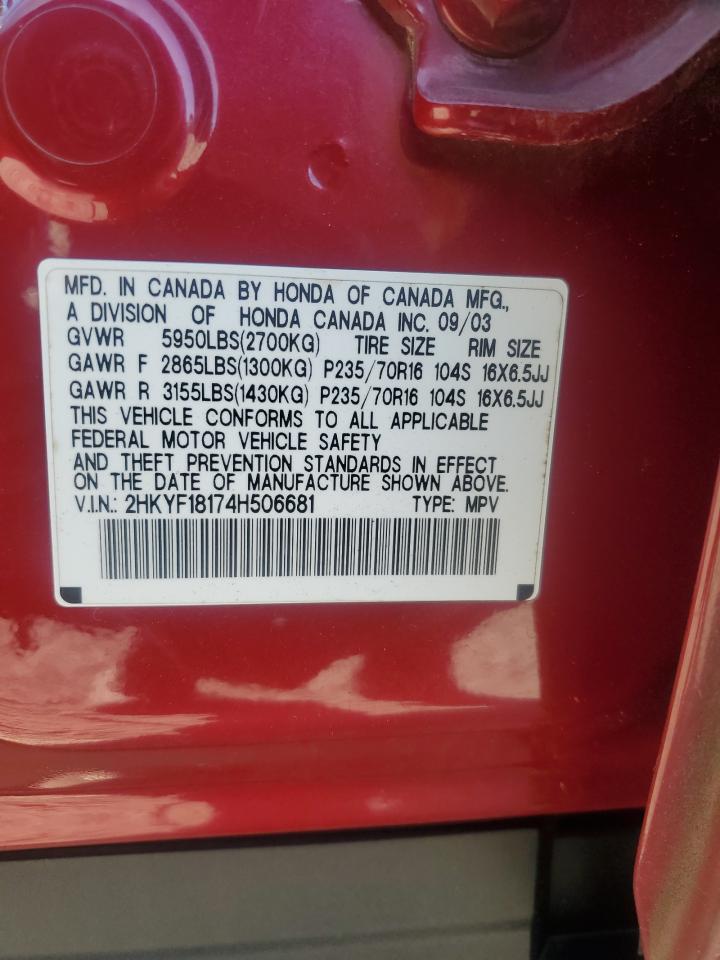 MFD. IN CANADA BY HONDA OF CANADA MFG.,
A DIVISION OF HONDA CANADA INC. 09/03
GVWR 5950LBS(2700KG) TIRE SIZE RIM SIZE
GAWR F 2865LBS(1300KG) P235/70R16 104S 16X6.5JJ
GAWR R 3155LBS(1430KG) P235/70R16 104S 16X6.5JJ
THIS VEHICLE CONFORMS TO ALL APPLICABLE
FEDERAL MOTOR VEHICLE SAFETY
AND THEFT PREVENTION STANDARDS IN EFFECT
ON THE DATE OF MANUFACTURE SHOWN ABOVE.
V.I.N.: 2HKYF18174H506681 TYPE: MPV